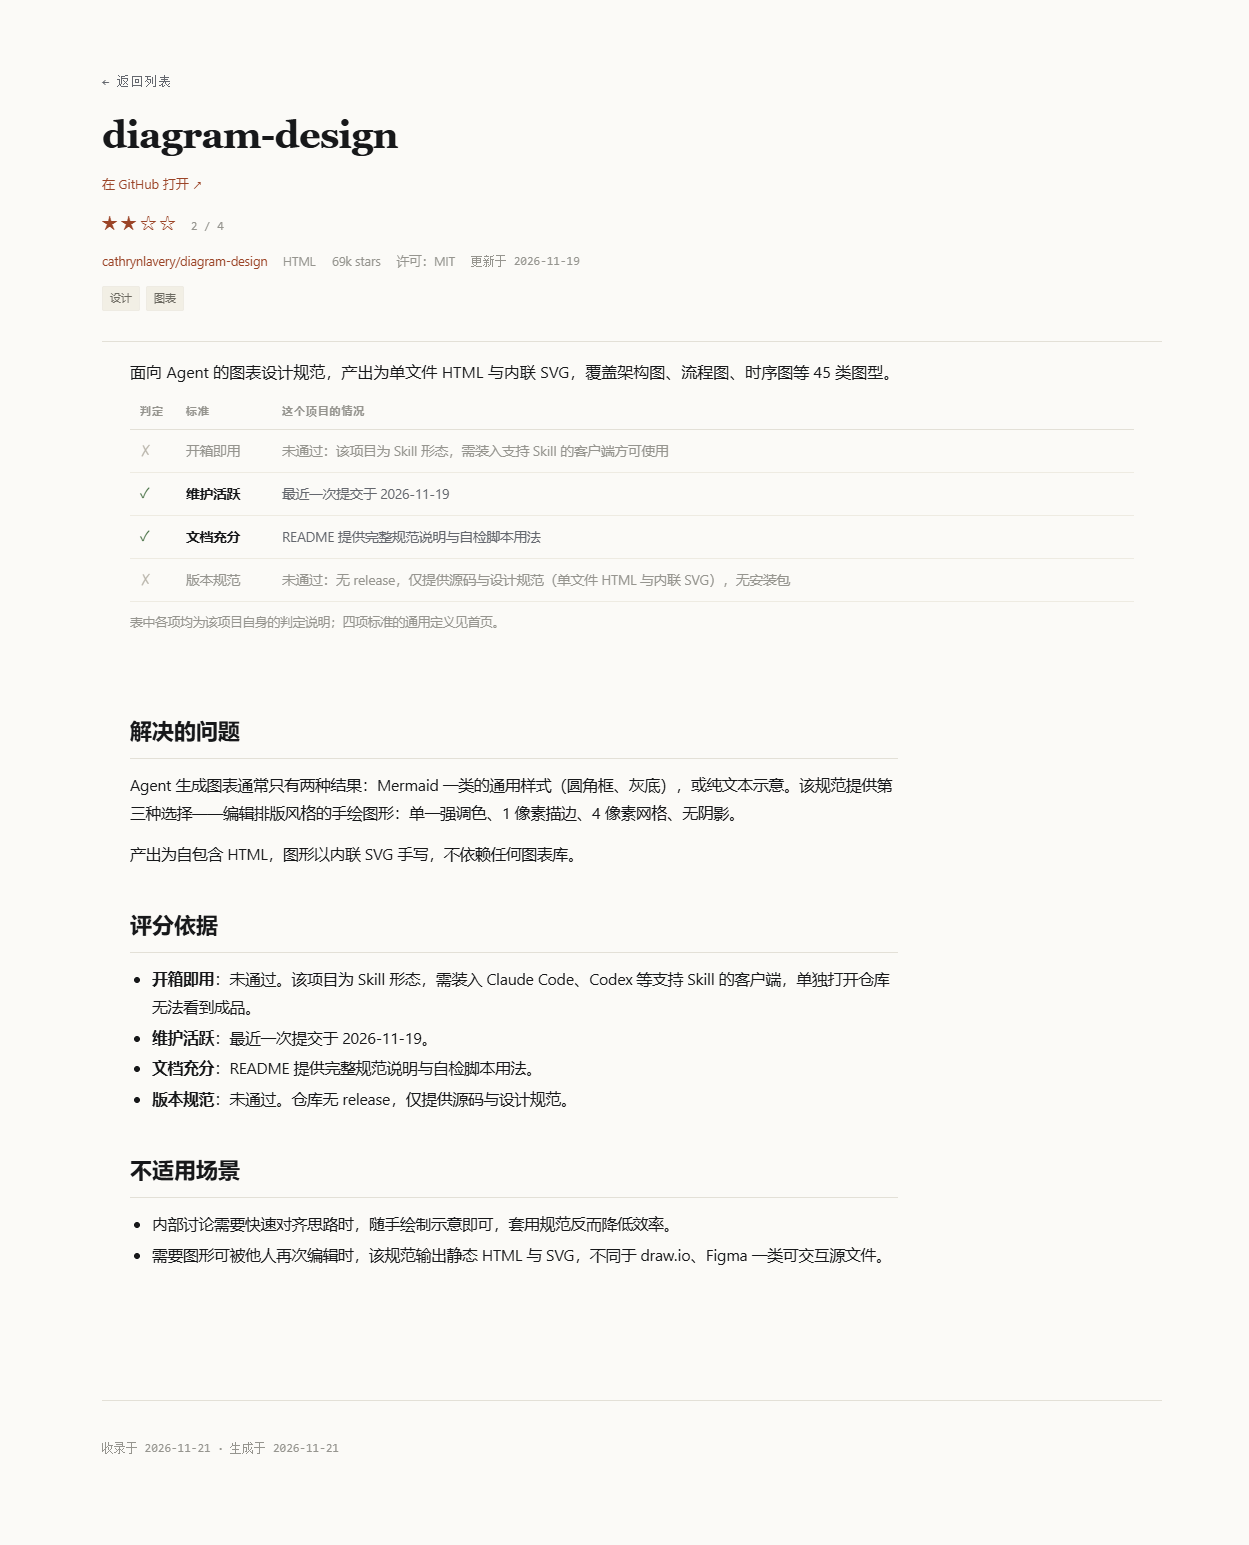 ← 返回列表
diagram-design
在 GitHub 打开 ↗
★★☆☆ 2 / 4
cathrynlavery/diagram-design HTML 69k stars 许可：MIT 更新于 2026-11-19
设计 图表
面向 Agent 的图表设计规范，产出为单文件 HTML 与内联 SVG，覆盖架构图、流程图、时序图等 45 类图型。
判定 标准 这个项目的情况
✗ 开箱即用 未通过：该项目为 Skill 形态，需装入支持 Skill 的客户端方可使用
✓ 维护活跃 最近一次提交于 2026-11-19
✓ 文档充分 README 提供完整规范说明与自检脚本用法
✗ 版本规范 未通过：无 release，仅提供源码与设计规范（单文件 HTML 与内联 SVG），无安装包
表中各项均为该项目自身的判定说明；四项标准的通用定义见首页。
解决的问题
Agent 生成图表通常只有两种结果：Mermaid 一类的通用样式（圆角框、灰底），或纯文本示意。该规范提供第
三种选择——编辑排版风格的手绘图形：单一强调色、1 像素描边、4 像素网格、无阴影。
产出为自包含 HTML，图形以内联 SVG 手写，不依赖任何图表库。
评分依据
• 开箱即用：未通过。该项目为 Skill 形态，需装入 Claude Code、Codex 等支持 Skill 的客户端，单独打开仓库
无法看到成品。
• 维护活跃：最近一次提交于 2026-11-19。
• 文档充分：README 提供完整规范说明与自检脚本用法。
• 版本规范：未通过。仓库无 release，仅提供源码与设计规范。
不适用场景
• 内部讨论需要快速对齐思路时，随手绘制示意即可，套用规范反而降低效率。
• 需要图形可被他人再次编辑时，该规范输出静态 HTML 与 SVG，不同于 draw.io、Figma 一类可交互源文件。
收录于 2026-11-21 · 生成于 2026-11-21